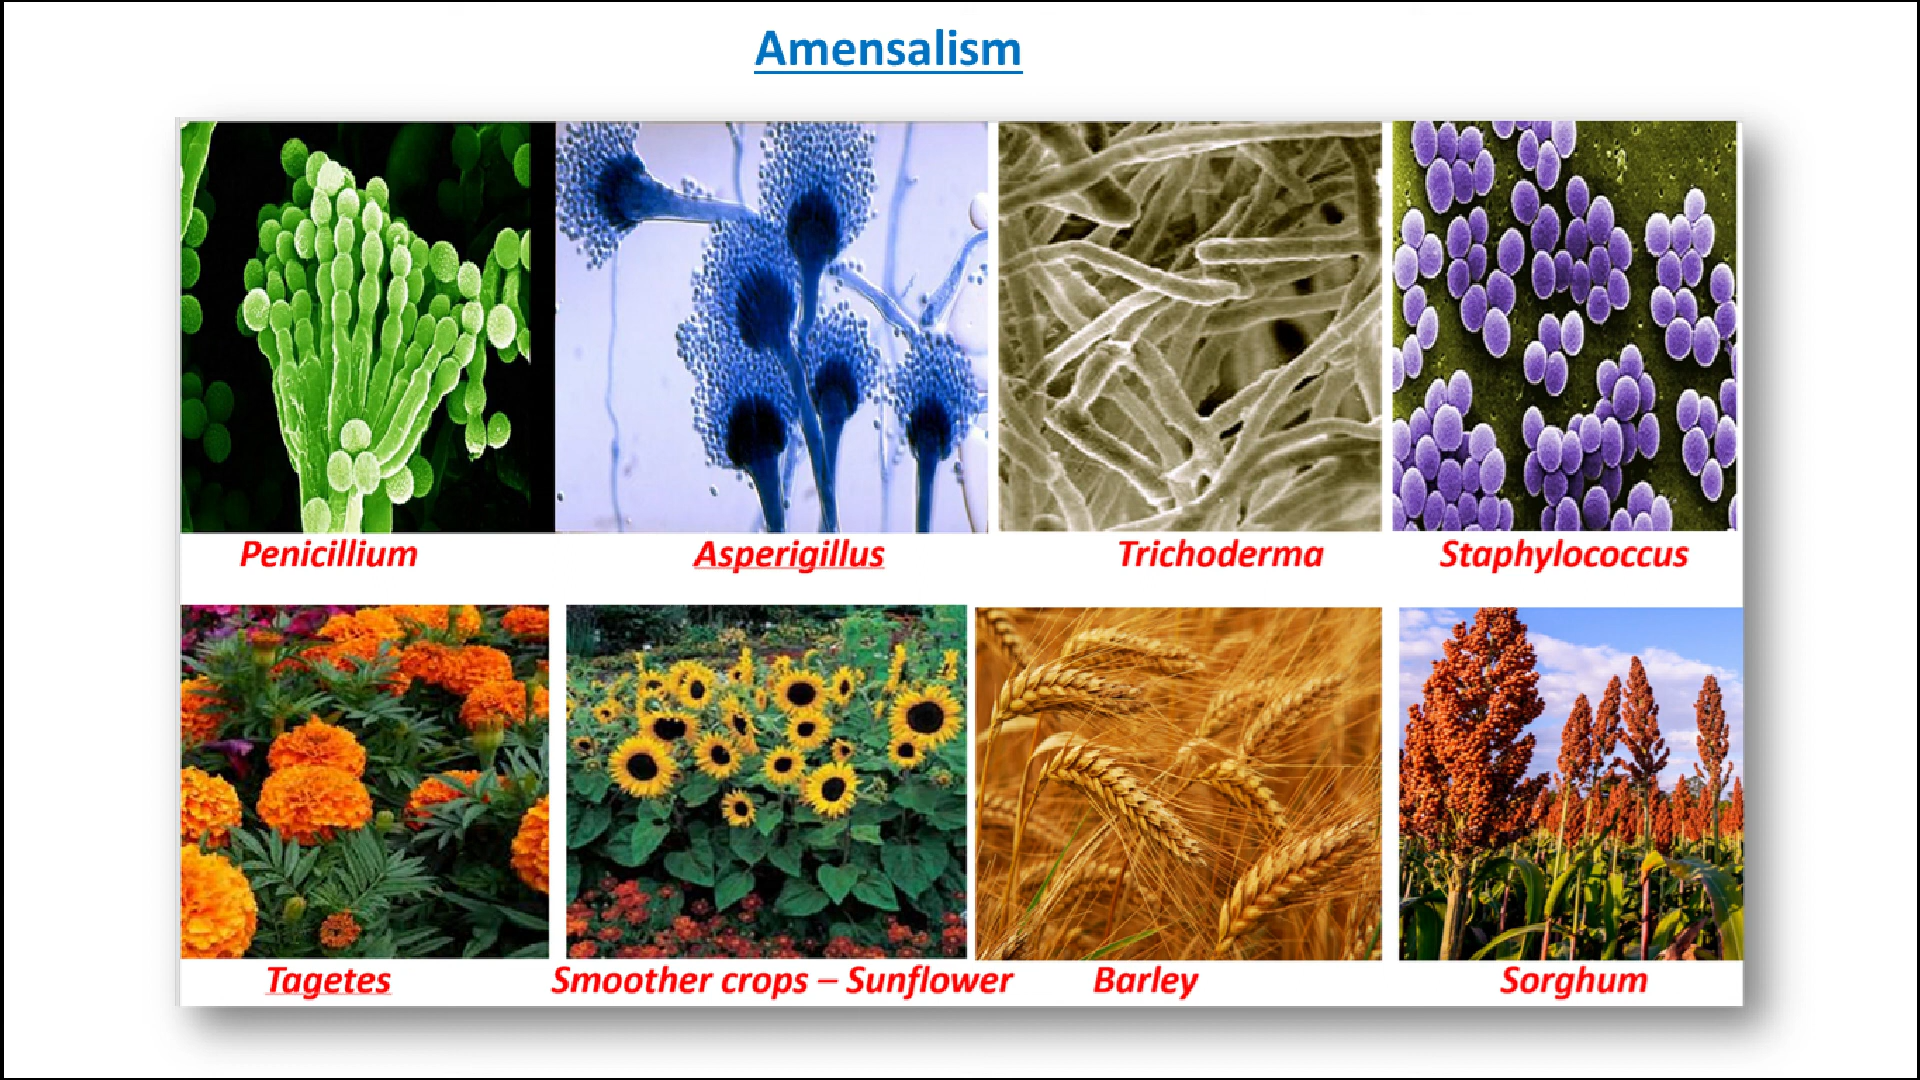 Amensalism
Penicillium
Asperigillus
Trichoderma
Staphylococcus
Tagetes
Smoother crops – Sunflower
Barley
Sorghum